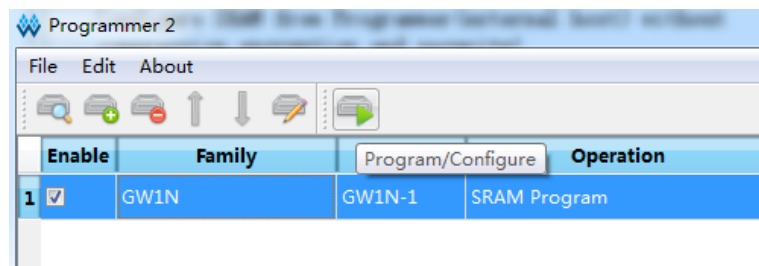 Programmer 2
File Edit About
Enable Family Program/Configure Operation
1 GW1N GW1N-1 SRAM Program